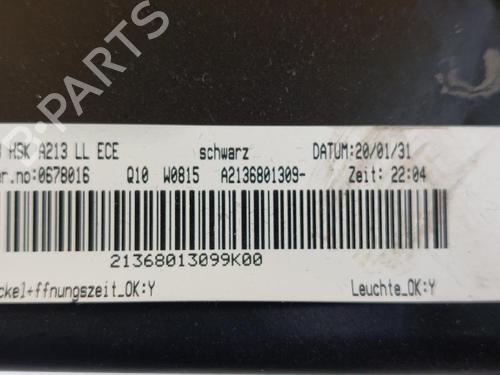 HSK A213 LL ECE schwarz DATUM:20/01/31
r.no:0678016 Q10 W0815 A2136801309- Zeit: 22:04
21368013099K00
ckel+ffnungszeit_OK:Y Leuchte_OK:Y